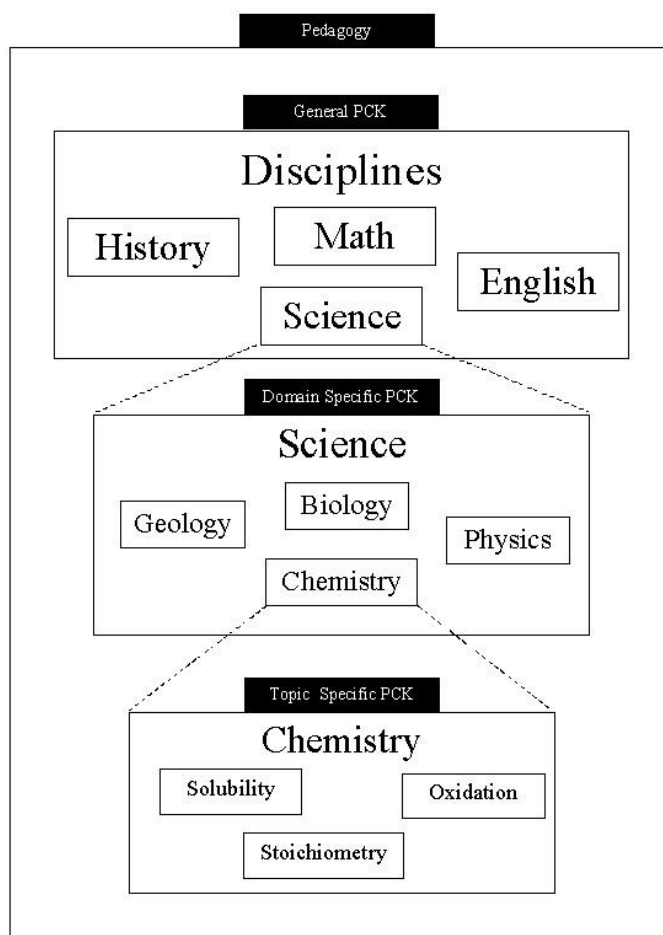 Pedagogy
General PCK
Disciplines
History
Math
English
Science
Domain Specific PCK
Science
Geology
Biology
Physics
Chemistry
Topic Specific PCK
Chemistry
Solubility
Oxidation
Stoichiometry